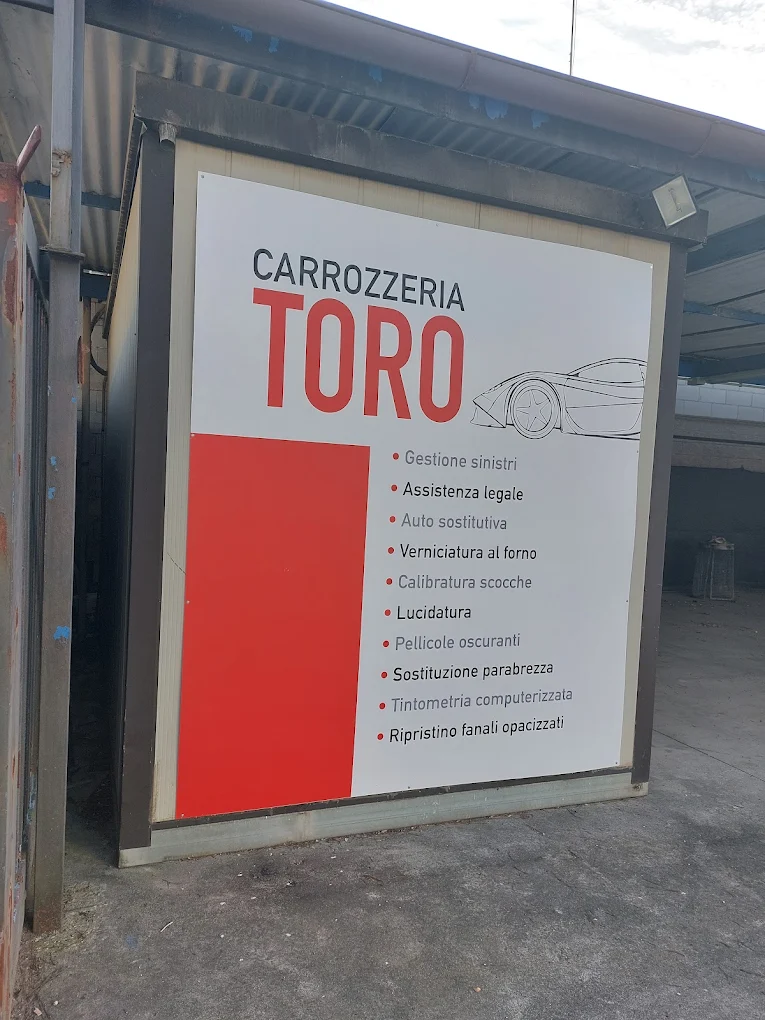 CARROZZERIA
TORO
Gestione sinistri
Assistenza legale
Auto sostitutiva
Verniciatura al forno
Calibratura scocche
Lucidatura
Pellicole oscuranti
Sostituzione parabrezza
Tintometria computerizzata
Ripristino fanali opacizzati